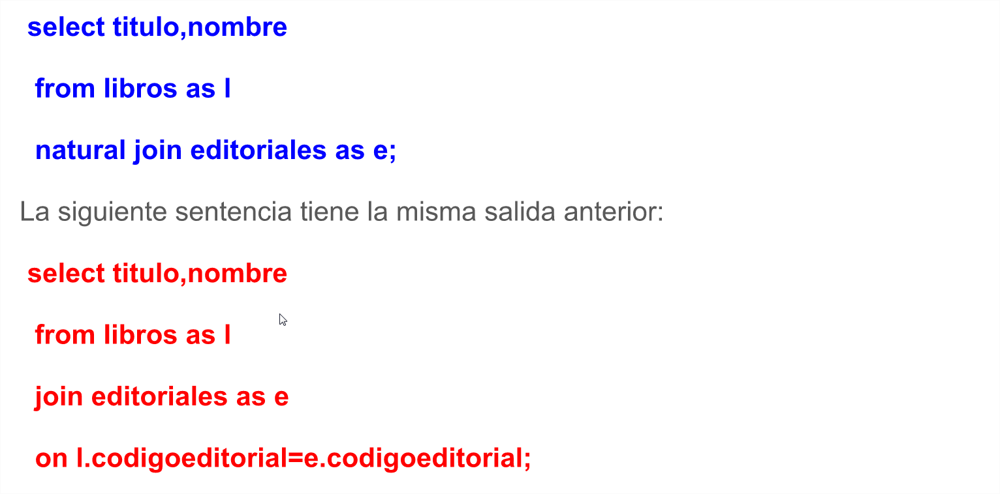 select titulo,nombre
from libros as l
natural join editoriales as e;
La siguiente sentencia tiene la misma salida anterior:
select titulo,nombre
from libros as l
join editoriales as e
on l.codigoeditorial=e.codigoeditorial;